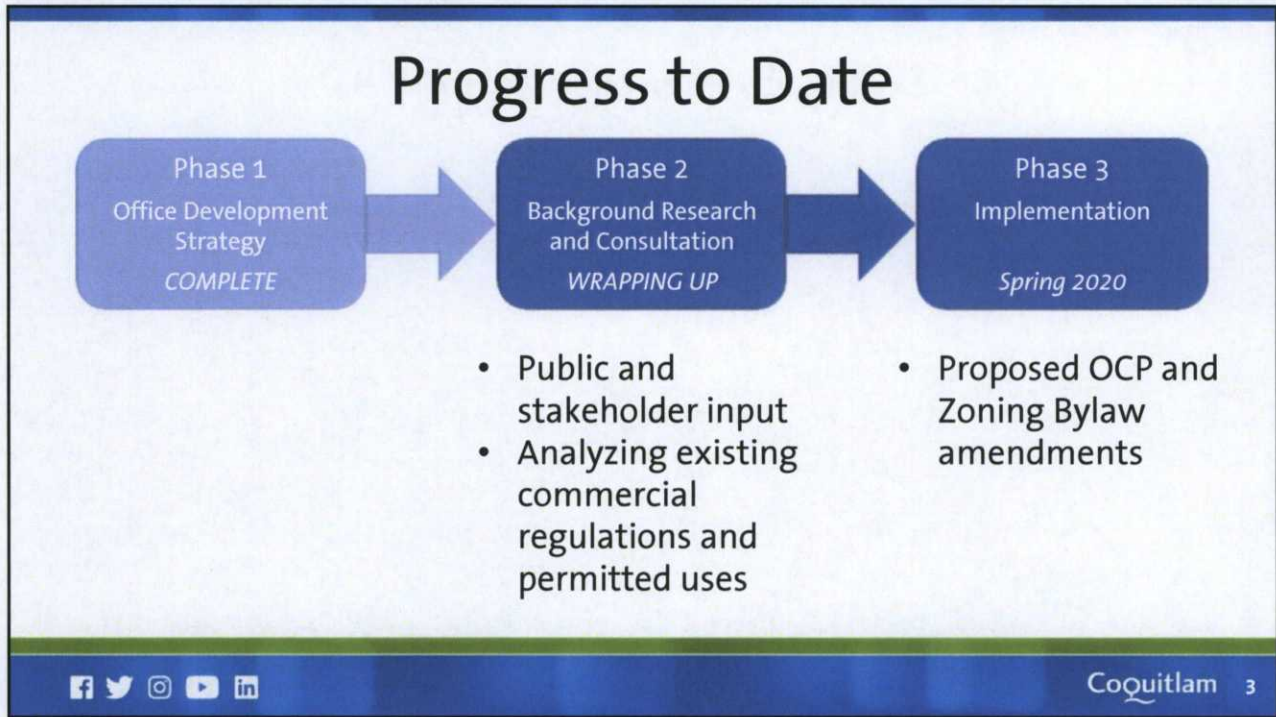 Progress to Date
Phase 1
Office Development
Strategy
COMPLETE
Phase 2
Background Research
and Consultation
WRAPPING UP
Phase 3
Implementation
Spring 2020
• Public and
stakeholder input
• Analyzing existing
commercial
regulations and
permitted uses
• Proposed OCP and
Zoning Bylaw
amendments
Coquitlam 3